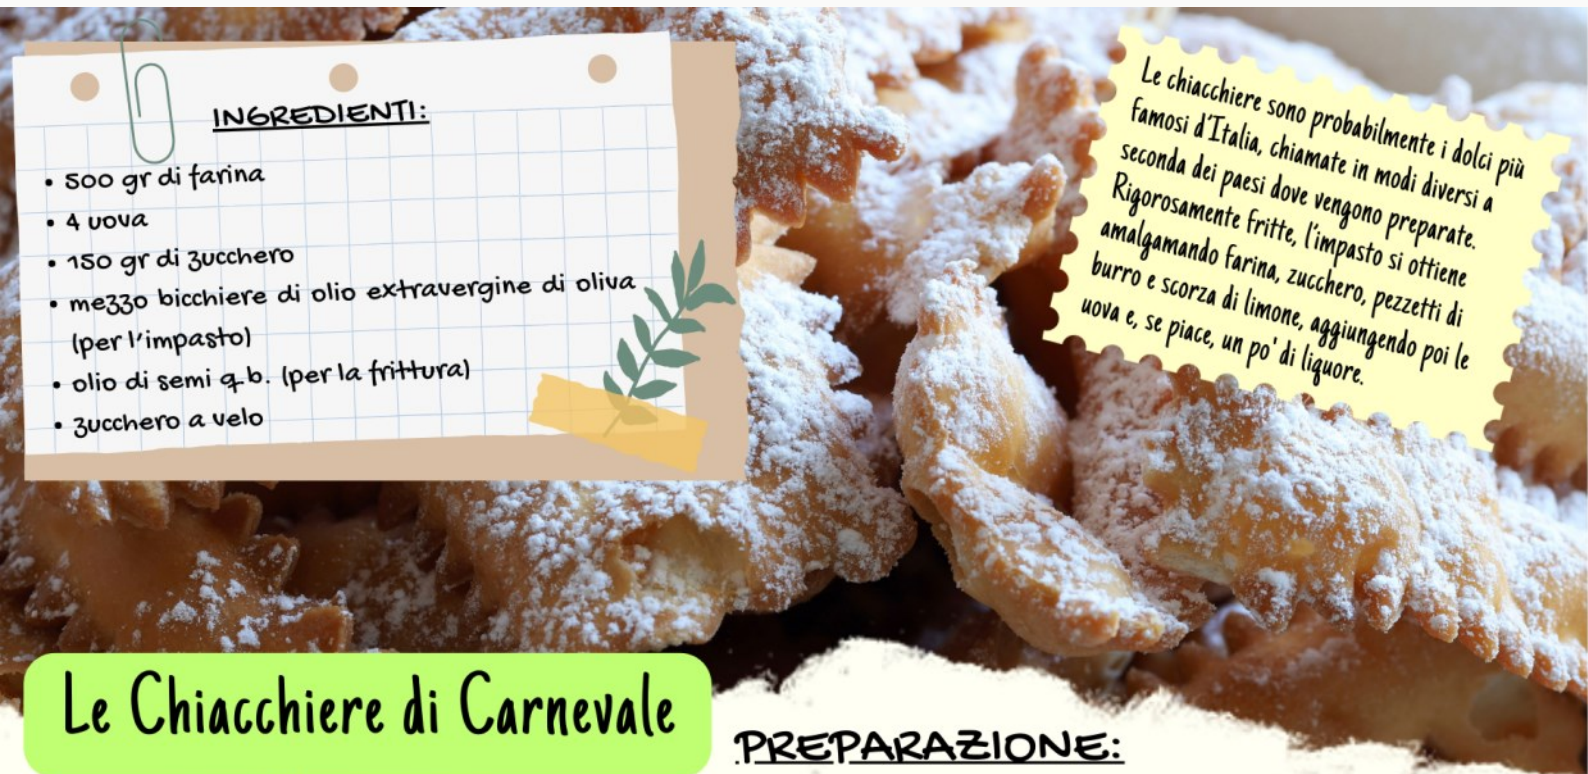 INGREDIENTI:
• 500 gr di farina
• 4 uova
• 150 gr di zucchero
• mezzo bicchiere di olio extravergine di oliva
(per l'impasto)
• olio di semi q.b. (per la frittura)
• zucchero a velo
Le chiacchiere sono probabilmente i dolci più
famosi d'Italia, chiamate in modi diversi a
seconda dei paesi dove vengono preparate.
Rigorosamente fritte, l'impasto si ottiene
amalgamando farina, zucchero, pezzetti di
burro e scorza di limone, aggiungendo poi le
uova e, se piace, un po' di liquore.
Le Chiacchiere di Carnevale
PREPARAZIONE: